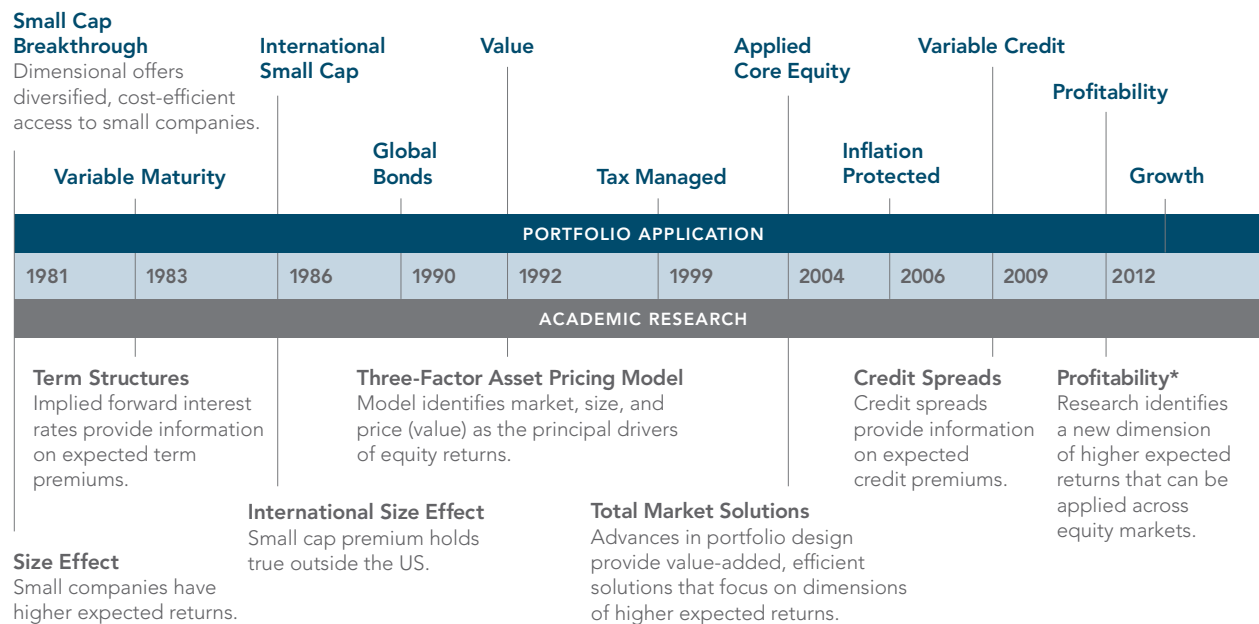 Small Cap
Breakthrough
Dimensional offers
diversified, cost-efficient
access to small companies.
International
Small Cap
Value
Applied
Core Equity
Variable Credit
Profitability
Variable Maturity
Global
Bonds
Tax Managed
Inflation
Protected
Growth
PORTFOLIO APPLICATION
1981 1983 1986 1990 1992 1999 2004 2006 2009 2012
ACADEMIC RESEARCH
Term Structures
Implied forward interest
rates provide information
on expected term
premiums.
Three-Factor Asset Pricing Model
Model identifies market, size, and
price (value) as the principal drivers
of equity returns.
Credit Spreads
Credit spreads
provide information
on expected
credit premiums.
Profitability*
Research identifies
a new dimension
of higher expected
returns that can be
applied across
equity markets.
International Size Effect
Small cap premium holds
true outside the US.
Total Market Solutions
Advances in portfolio design
provide value-added, efficient
solutions that focus on dimensions
of higher expected returns.
Size Effect
Small companies have
higher expected returns.